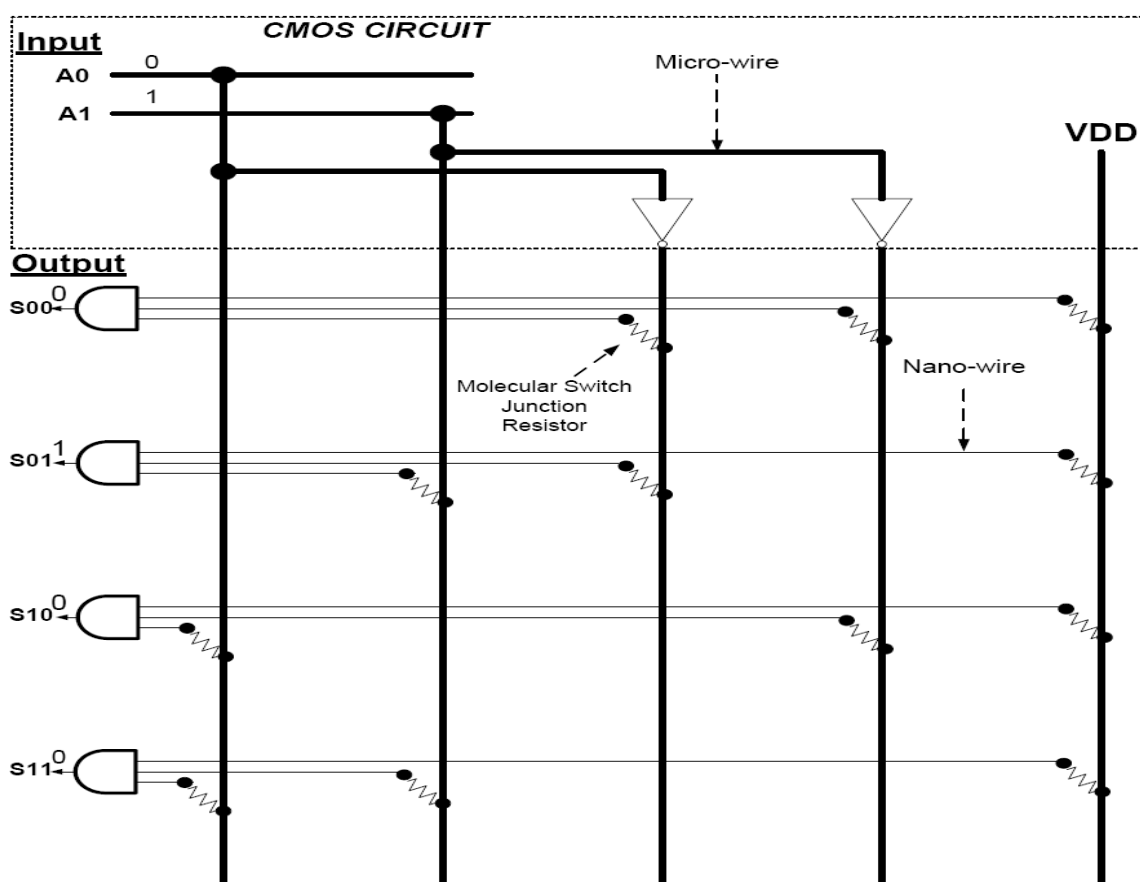 CMOS CIRCUIT
Input
A0 0
A1 1
Micro-wire
VDD
Output
S00 0
Molecular Switch
Junction
Resistor
Nano-wire
S01 1
S10 0
S11 0